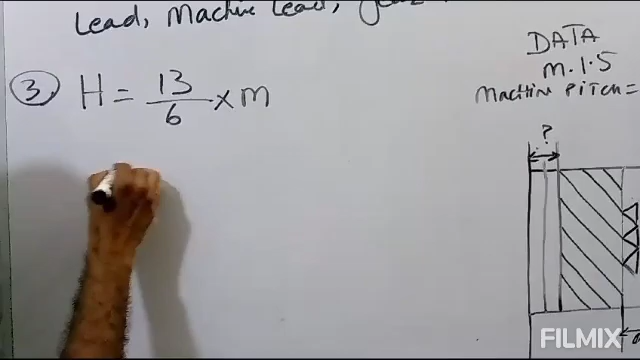 Lead, Machine Lead,
③. H = 13/6 × m
DATA
m.1.5
Machine Pitch =
?
FILMIX